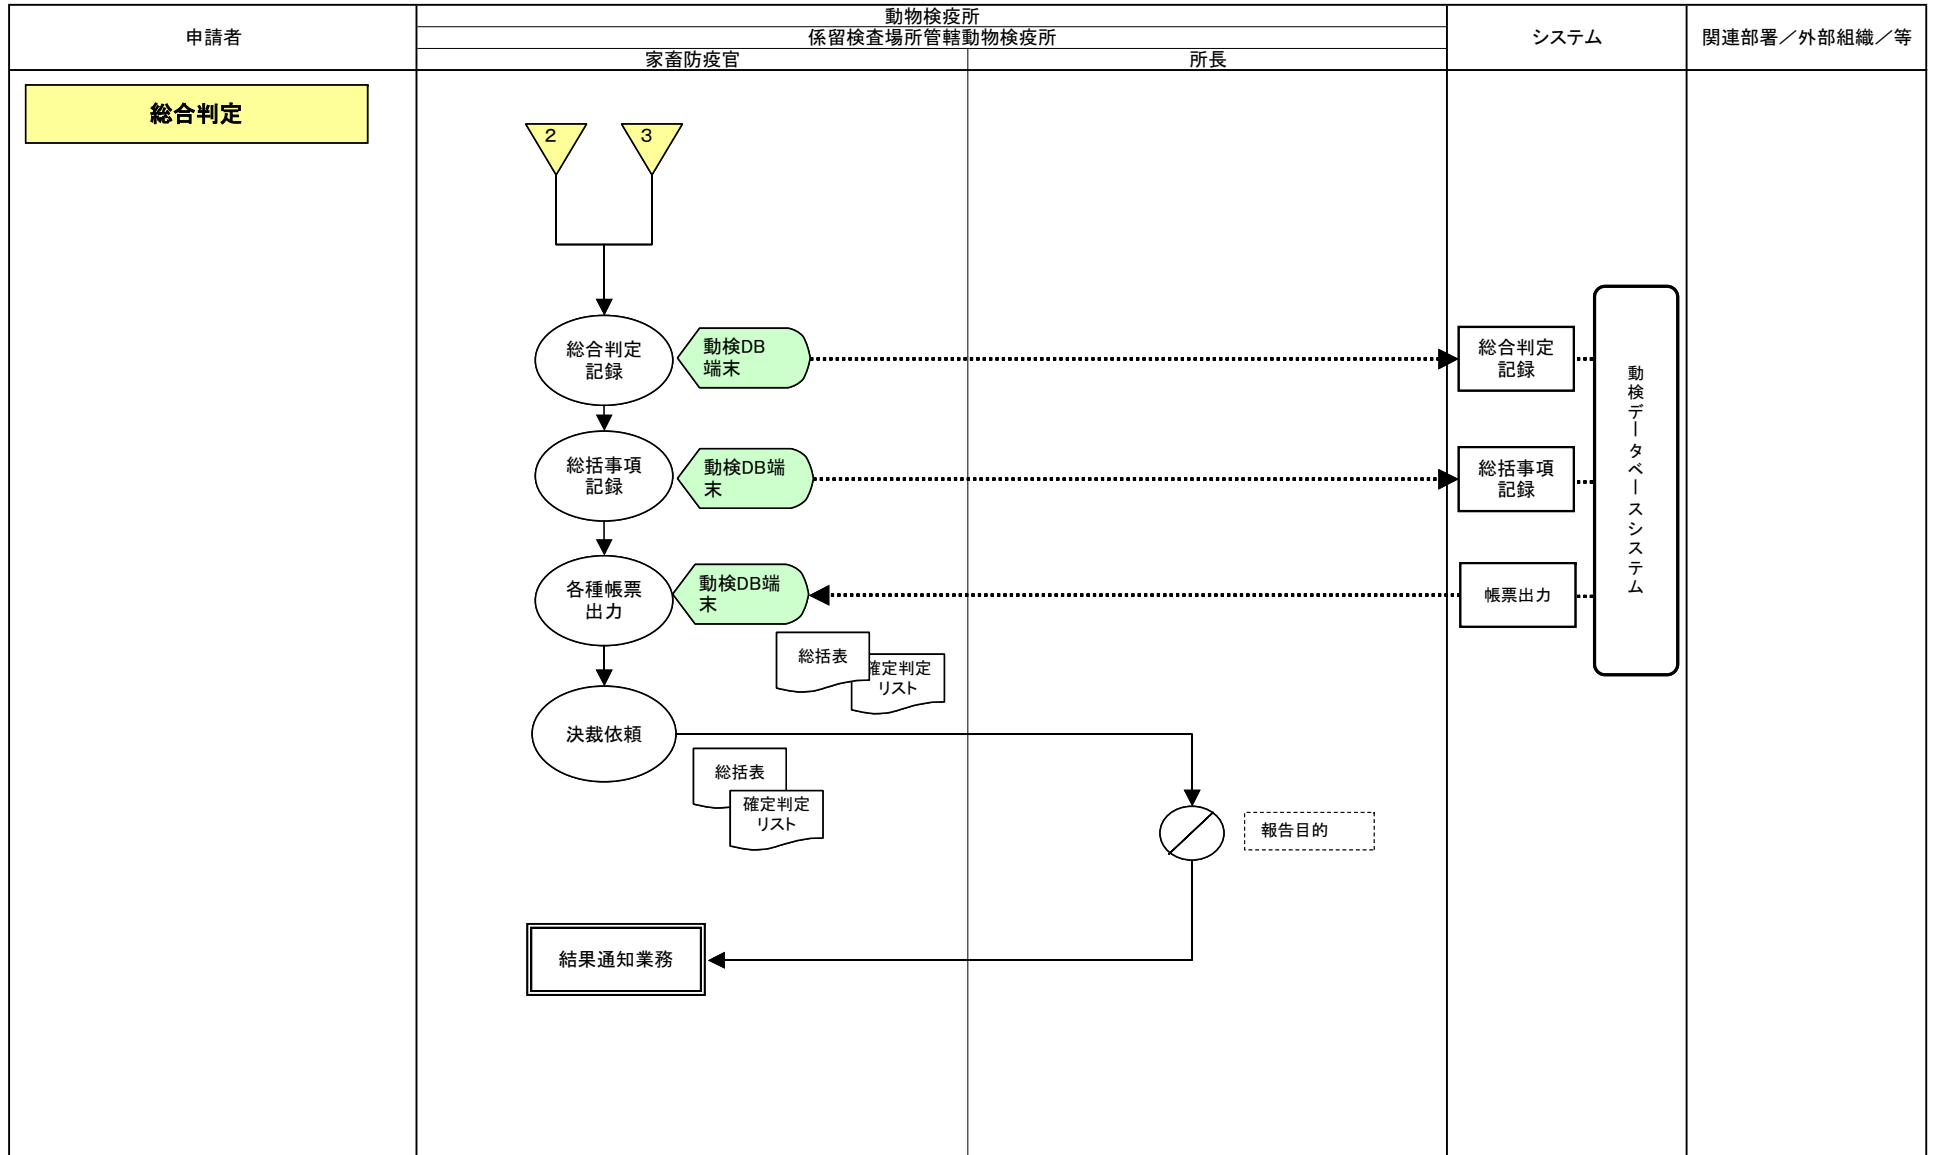 申請者
動物検疫所
係留検査場所管轄動物検疫所
家畜防疫官
所長
システム
関連部署／外部組織／等
総合判定
2
3
総合判定
記録
動検DB
端末
総合判定
記録
総括事項
記録
動検DB端
末
総括事項
記録
各種帳票
出力
動検DB端
末
帳票出力
動検データベースシステム
総括表
確定判定
リスト
決裁依頼
総括表
確定判定
リスト
報告目的
結果通知業務